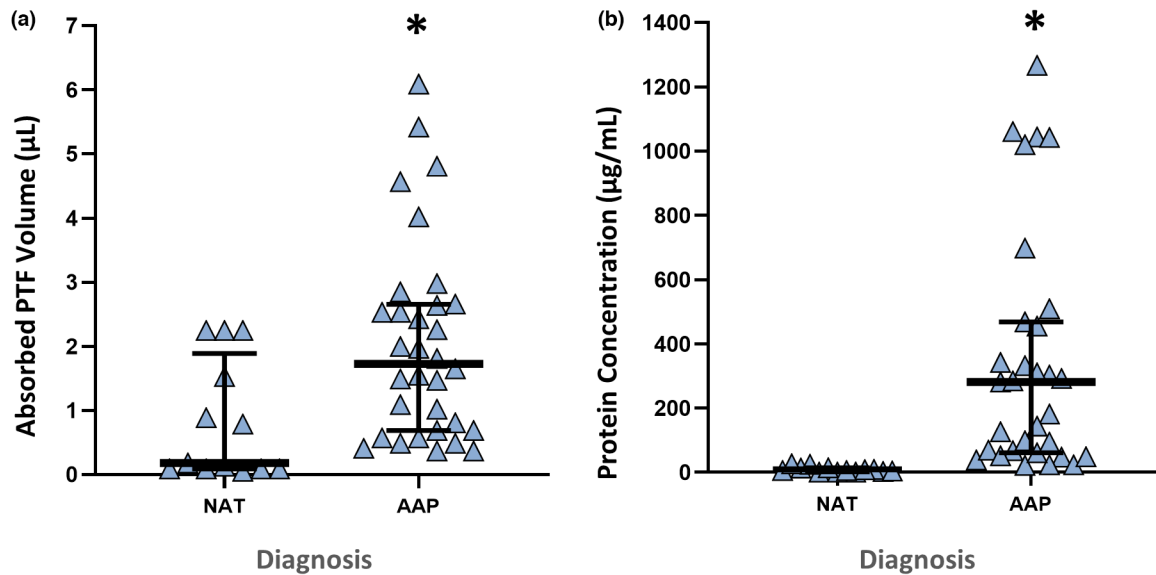 (a)
*
Absorbed PTF Volume (µL)
7
6
5
4
3
2
1
0
NAT AAP
Diagnosis
(b)
*
Protein Concentration (µg/mL)
1400
1200
1000
800
600
400
200
0
NAT AAP
Diagnosis